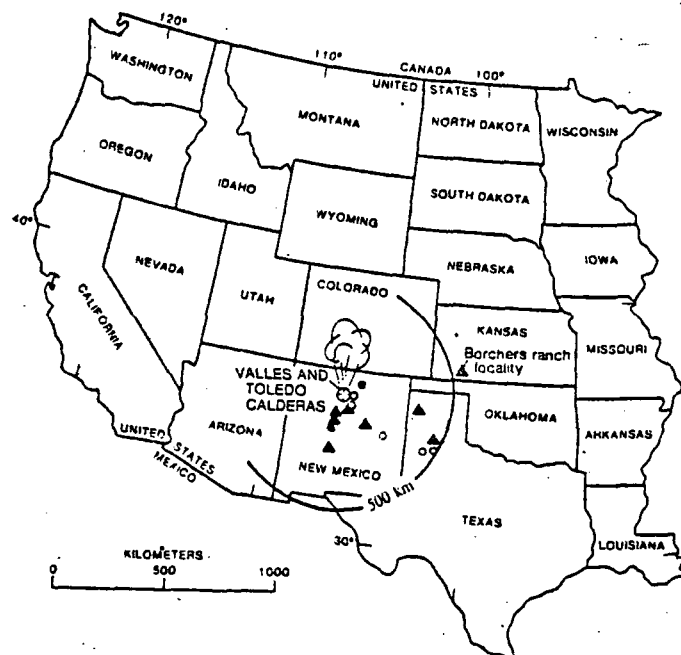 120°
110°
100°
CANADA
UNITED STATES
WASHINGTON
MONTANA
NORTH DAKOTA
WISCONSIN
OREGON
IDAHO
SOUTH DAKOTA
WYOMING
40°
NEVADA
NEBRASKA
IOWA
UTAH
COLORADO
CALIFORNIA
KANSAS
MISSOURI
Borchers ranch
locality
VALLES AND
TOLEDO
CALDERAS
ARIZONA
OKLAHOMA
ARKANSAS
UNITED STATES
MEXICO
NEW MEXICO
500 km
TEXAS
LOUISIANA
30°
KILOMETERS
0 500 1000